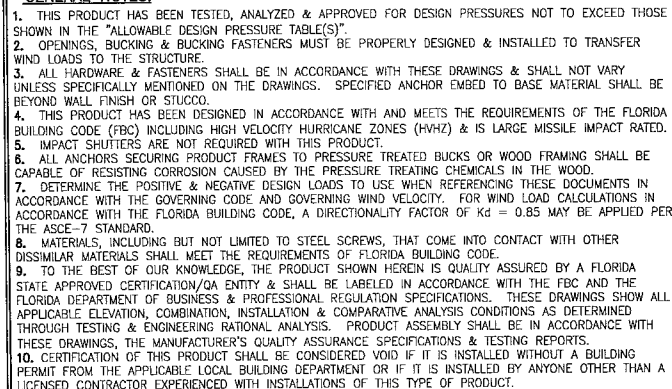 GENERAL NOTES:
1. THIS PRODUCT HAS BEEN TESTED, ANALYZED & APPROVED FOR DESIGN PRESSURES NOT TO EXCEED THOSE
SHOWN IN THE "ALLOWABLE DESIGN PRESSURE TABLE(S)".
2. OPENINGS, BUCKING & BUCKING FASTENERS MUST BE PROPERLY DESIGNED & INSTALLED TO TRANSFER
WIND LOADS TO THE STRUCTURE.
3. ALL HARDWARE & FASTENERS SHALL BE IN ACCORDANCE WITH THESE DRAWINGS & SHALL NOT VARY
UNLESS SPECIFICALLY MENTIONED ON THE DRAWINGS. SPECIFIED ANCHOR EMBED TO BASE MATERIAL SHALL BE
BEYOND WALL FINISH OR STUCCO.
4. THIS PRODUCT HAS BEEN DESIGNED IN ACCORDANCE WITH AND MEETS THE REQUIREMENTS OF THE FLORIDA
BUILDING CODE (FBC) INCLUDING HIGH VELOCITY HURRICANE ZONES (HVHZ) & IS LARGE MISSILE IMPACT RATED.
5. IMPACT SHUTTERS ARE NOT REQUIRED WITH THIS PRODUCT.
6. ALL ANCHORS SECURING PRODUCT FRAMES TO PRESSURE TREATED BUCKS OR WOOD FRAMING SHALL BE
CAPABLE OF RESISTING CORROSION CAUSED BY THE PRESSURE TREATING CHEMICALS IN THE WOOD.
7. DETERMINE THE POSITIVE & NEGATIVE DESIGN LOADS TO USE WHEN REFERENCING THESE DOCUMENTS IN
ACCORDANCE WITH THE GOVERNING CODE AND GOVERNING WIND VELOCITY. FOR WIND LOAD CALCULATIONS IN
ACCORDANCE WITH THE FLORIDA BUILDING CODE, A DIRECTIONALITY FACTOR OF Kd = 0.85 MAY BE APPLIED PER
THE ASCE-7 STANDARD.
8. MATERIALS, INCLUDING BUT NOT LIMITED TO STEEL SCREWS, THAT COME INTO CONTACT WITH OTHER
DISSIMILAR MATERIALS SHALL MEET THE REQUIREMENTS OF FLORIDA BUILDING CODE.
9. TO THE BEST OF OUR KNOWLEDGE, THE PRODUCT SHOWN HEREIN IS QUALITY ASSURED BY A FLORIDA
STATE APPROVED CERTIFICATION/QA ENTITY & SHALL BE LABELED IN ACCORDANCE WITH THE FBC AND THE
FLORIDA DEPARTMENT OF BUSINESS & PROFESSIONAL REGULATION SPECIFICATIONS. THESE DRAWINGS SHOW ALL
APPLICABLE ELEVATION, COMBINATION, INSTALLATION & COMPARATIVE ANALYSIS CONDITIONS AS DETERMINED
THROUGH TESTING & ENGINEERING RATIONAL ANALYSIS. PRODUCT ASSEMBLY SHALL BE IN ACCORDANCE WITH
THESE DRAWINGS, THE MANUFACTURER'S QUALITY ASSURANCE SPECIFICATIONS & TESTING REPORTS.
10. CERTIFICATION OF THIS PRODUCT SHALL BE CONSIDERED VOID IF IT IS INSTALLED WITHOUT A BUILDING
PERMIT FROM THE APPLICABLE LOCAL BUILDING DEPARTMENT OR IF IT IS INSTALLED BY ANYONE OTHER THAN A
LICENSED CONTRACTOR EXPERIENCED WITH INSTALLATIONS OF THIS TYPE OF PRODUCT.